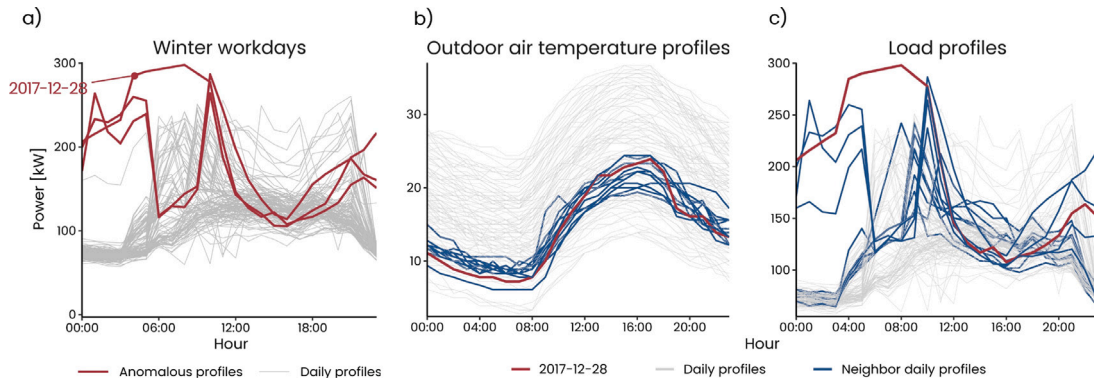 a)
Winter workdays
300
2017-12-28
200
100
0
Power [kW]
00:00 06:00 12:00 18:00
b)
Outdoor air temperature profiles
30
20
10
00:00 04:00 08:00 12:00 16:00 20:00
c)
Load profiles
300
250
200
150
100
00:00 04:00 08:00 12:00 16:00 20:00
Hour
Hour
Anomalous profiles Daily profiles
2017-12-28 Daily profiles Neighbor daily profiles